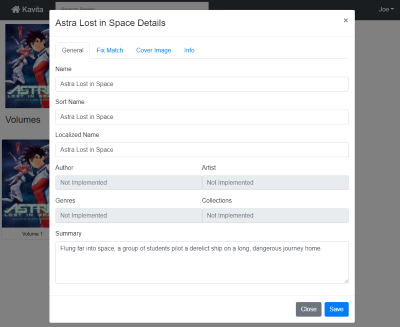 Kavita
Joe
Astra Lost in Space Details
×
General Fix Match Cover Image Info
Name
Astra Lost in Space
Sort Name
Astra Lost in Space
Localized Name
Astra Lost in Space
Author Artist
Not Implemented Not Implemented
Genres Collections
Not Implemented Not Implemented
Summary
Flung far into space, a group of students pilot a derelict ship on a long, dangerous journey home.
Close Save
Volumes
Volume 1